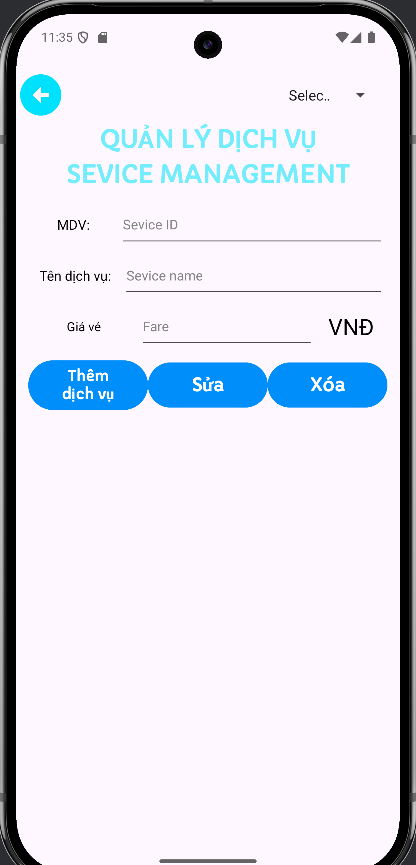 11:35
Selec..
QUẢN LÝ DỊCH VỤ
SEVICE MANAGEMENT
MDV: Sevice ID
Tên dịch vụ: Sevice name
Giá vé Fare VNĐ
Thêm
dịch vụ Sửa Xóa